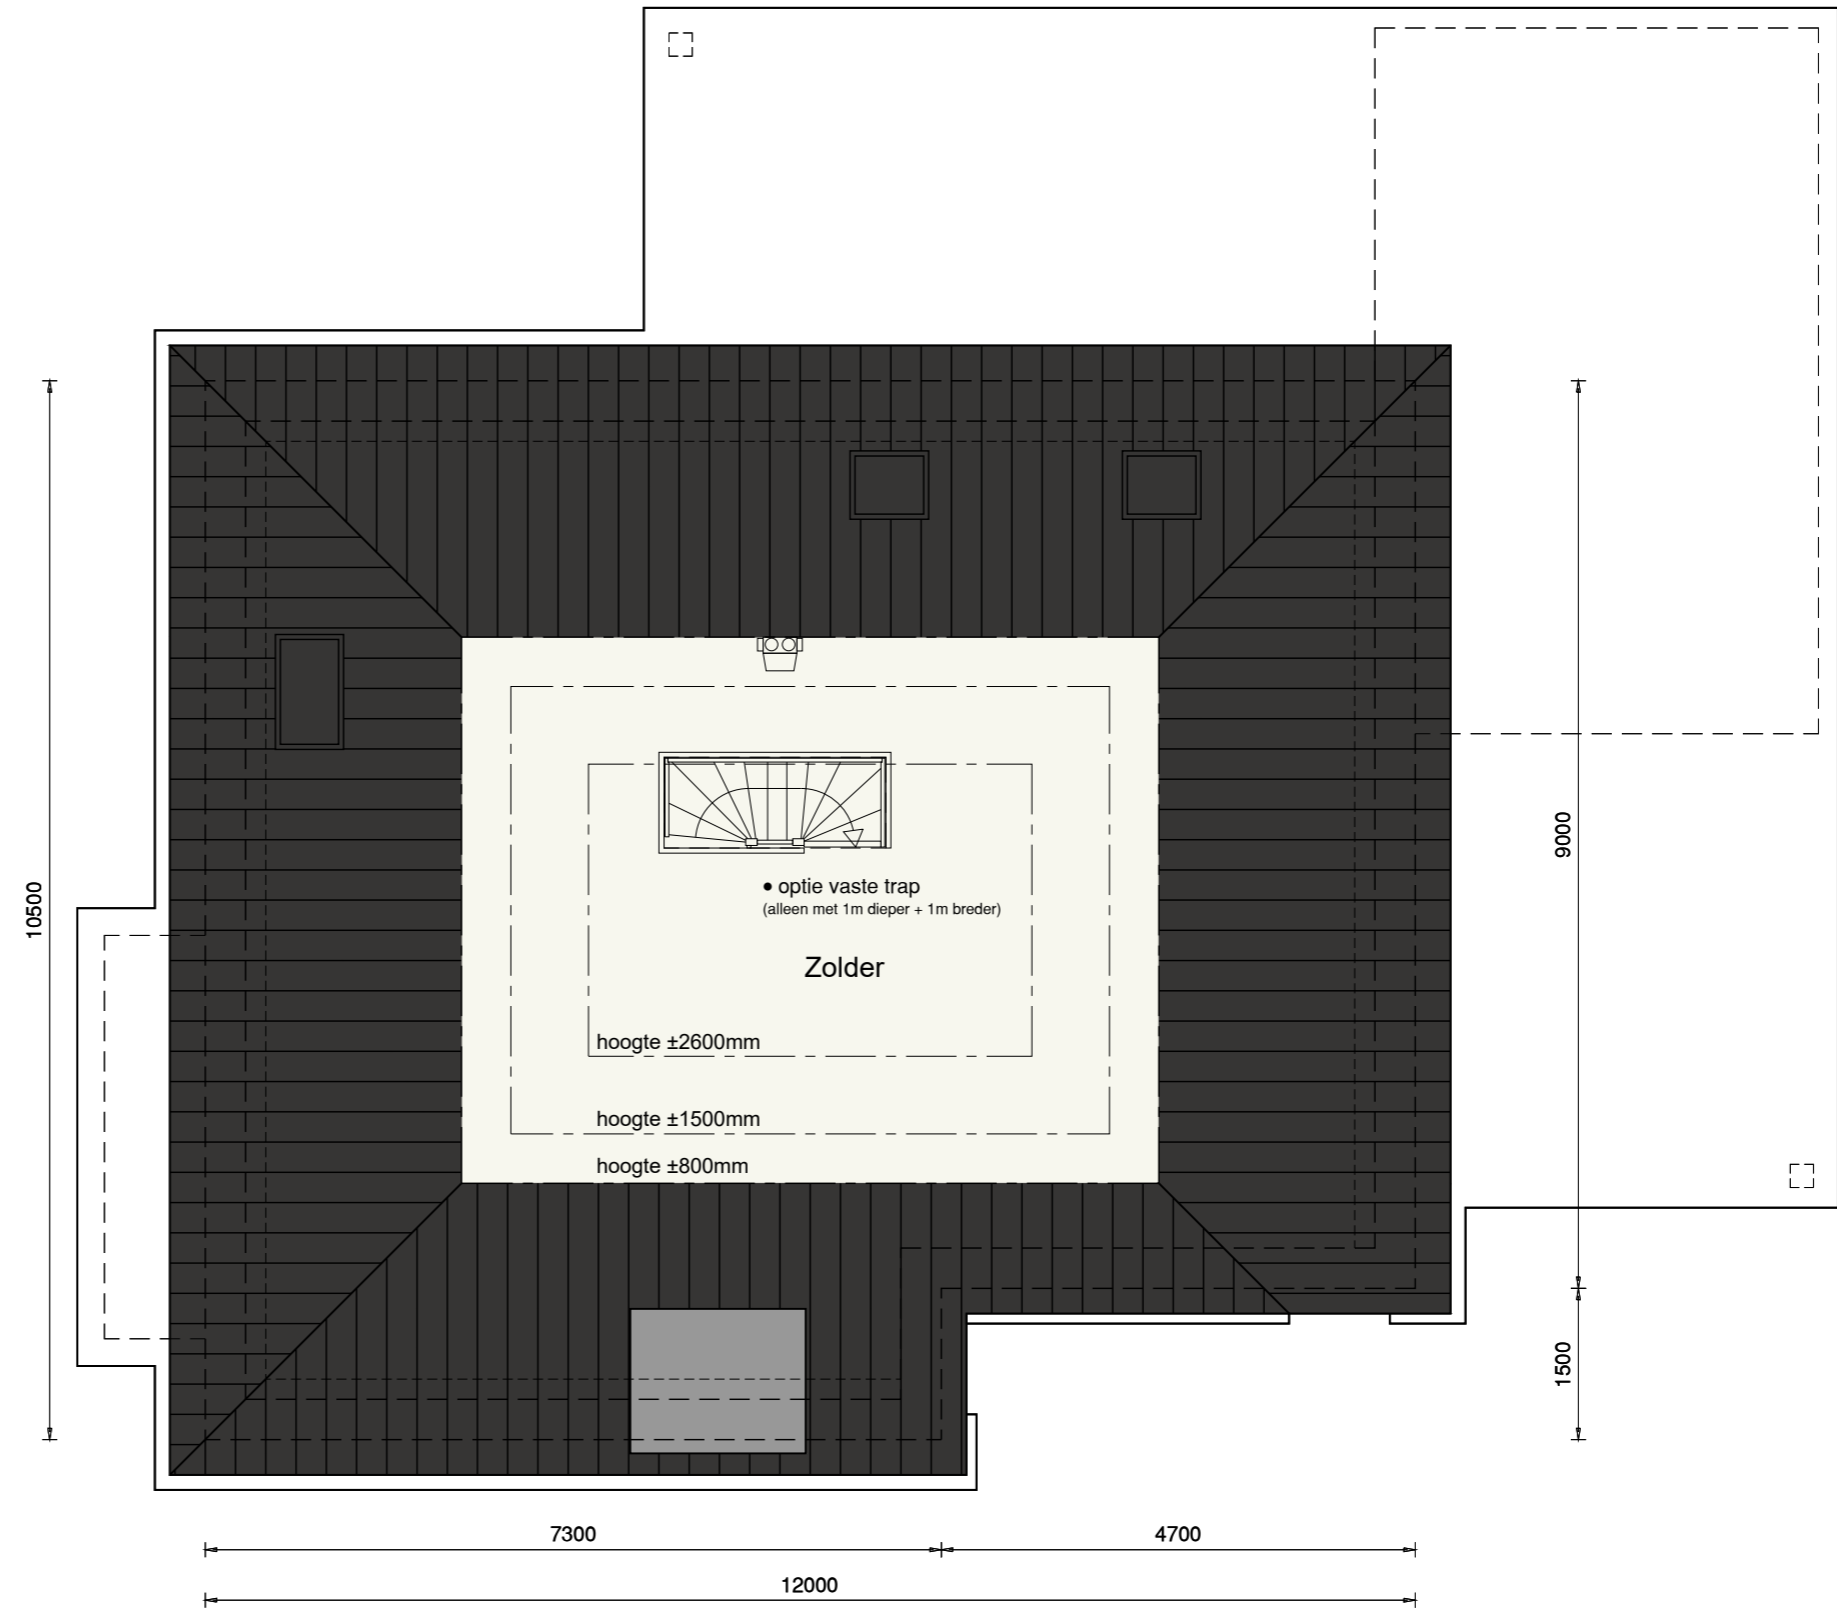 10500
9000
• optie vaste trap
(alleen met 1m dieper + 1m breder)
Zolder
hoogte ±2600mm
hoogte ±1500mm
hoogte ±800mm
1500
7300
4700
12000